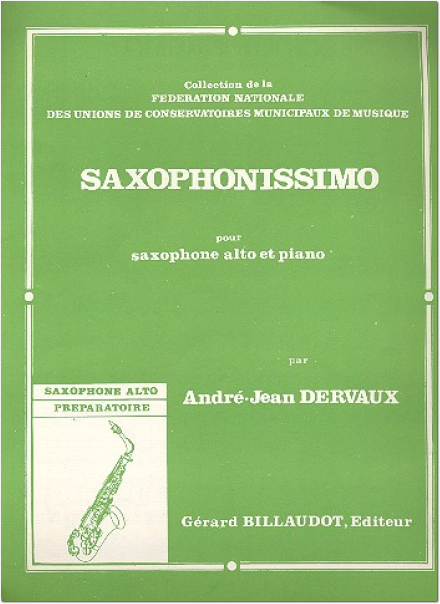 Collection de la
FEDERATION NATIONALE
DES UNIONS DE CONSERVATOIRES MUNICIPAUX DE MUSIQUE
SAXOPHONISSIMO
pour
saxophone alto et piano
par
André-Jean DERVAUX
SAXOPHONE ALTO
PREPARATOIRE
Gérard BILLAUDOT, Editeur